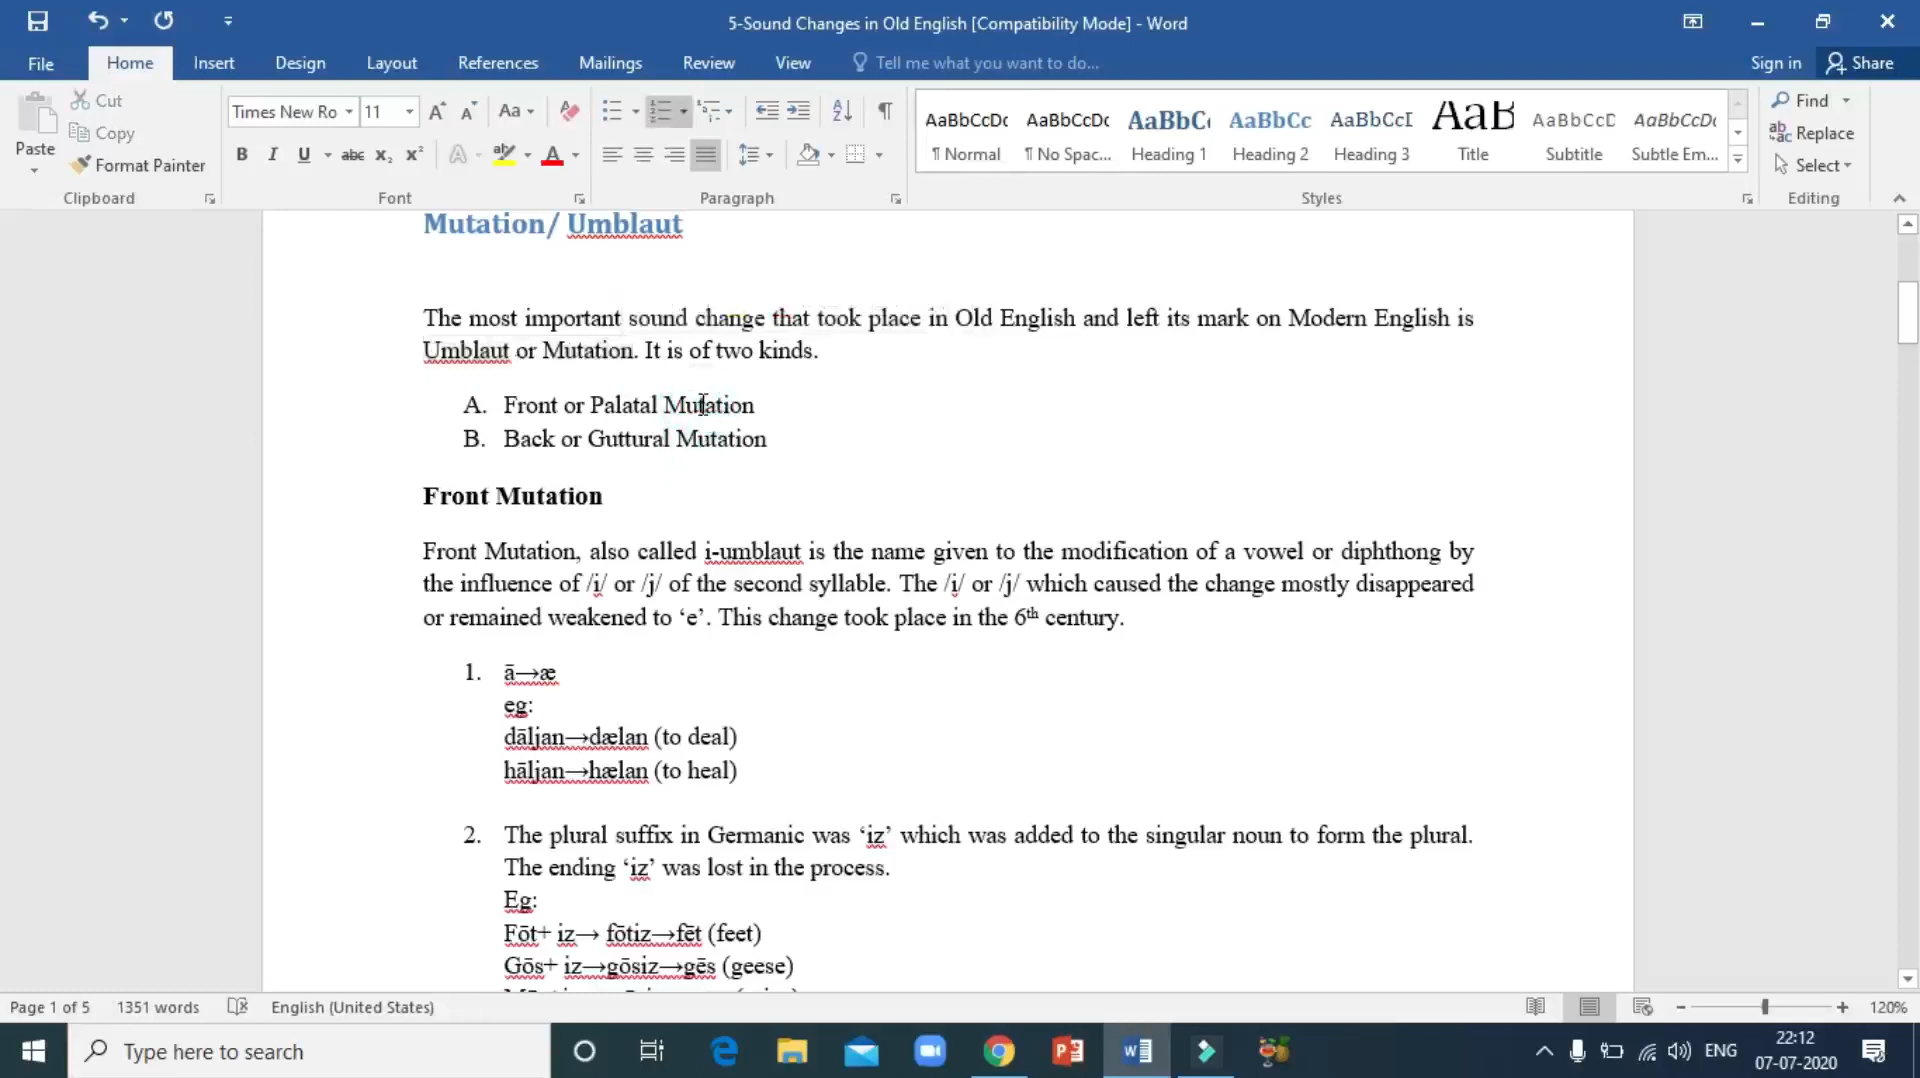 5-Sound Changes in Old English [Compatibility Mode] - Word
File Home Insert Design Layout References Mailings Review View Tell me what you want to do... Sign in Share
Paste
Cut
Copy
Format Painter
Clipboard
Times New Ro 11
Font
Paragraph
AaBbCcDc AaBbCcDc AaBbC AaBbCc AaBbCcI AaB AaBbCcD AaBbCcDc
¶ Normal ¶ No Spac... Heading 1 Heading 2 Heading 3 Title Subtitle Subtle Em...
Styles
Find
Replace
Select
Editing
Mutation/ Umblaut
The most important sound change that took place in Old English and left its mark on Modern English is
Umblaut or Mutation. It is of two kinds.
A. Front or Palatal Mutation
B. Back or Guttural Mutation
Front Mutation
Front Mutation, also called i-umblaut is the name given to the modification of a vowel or diphthong by
the influence of /i/ or /j/ of the second syllable. The /i/ or /j/ which caused the change mostly disappeared
or remained weakened to ‘e’. This change took place in the 6th century.
1. ā→æ
eg:
dāljan→dælan (to deal)
hāljan→hælan (to heal)
2. The plural suffix in Germanic was ‘iz’ which was added to the singular noun to form the plural.
The ending ‘iz’ was lost in the process.
Eg:
Fōt+ iz→ fōtiz→fēt (feet)
Gōs+ iz→gōsiz→gēs (geese)
Page 1 of 5 1351 words English (United States) 120%
Type here to search
ENG
22:12
07-07-2020